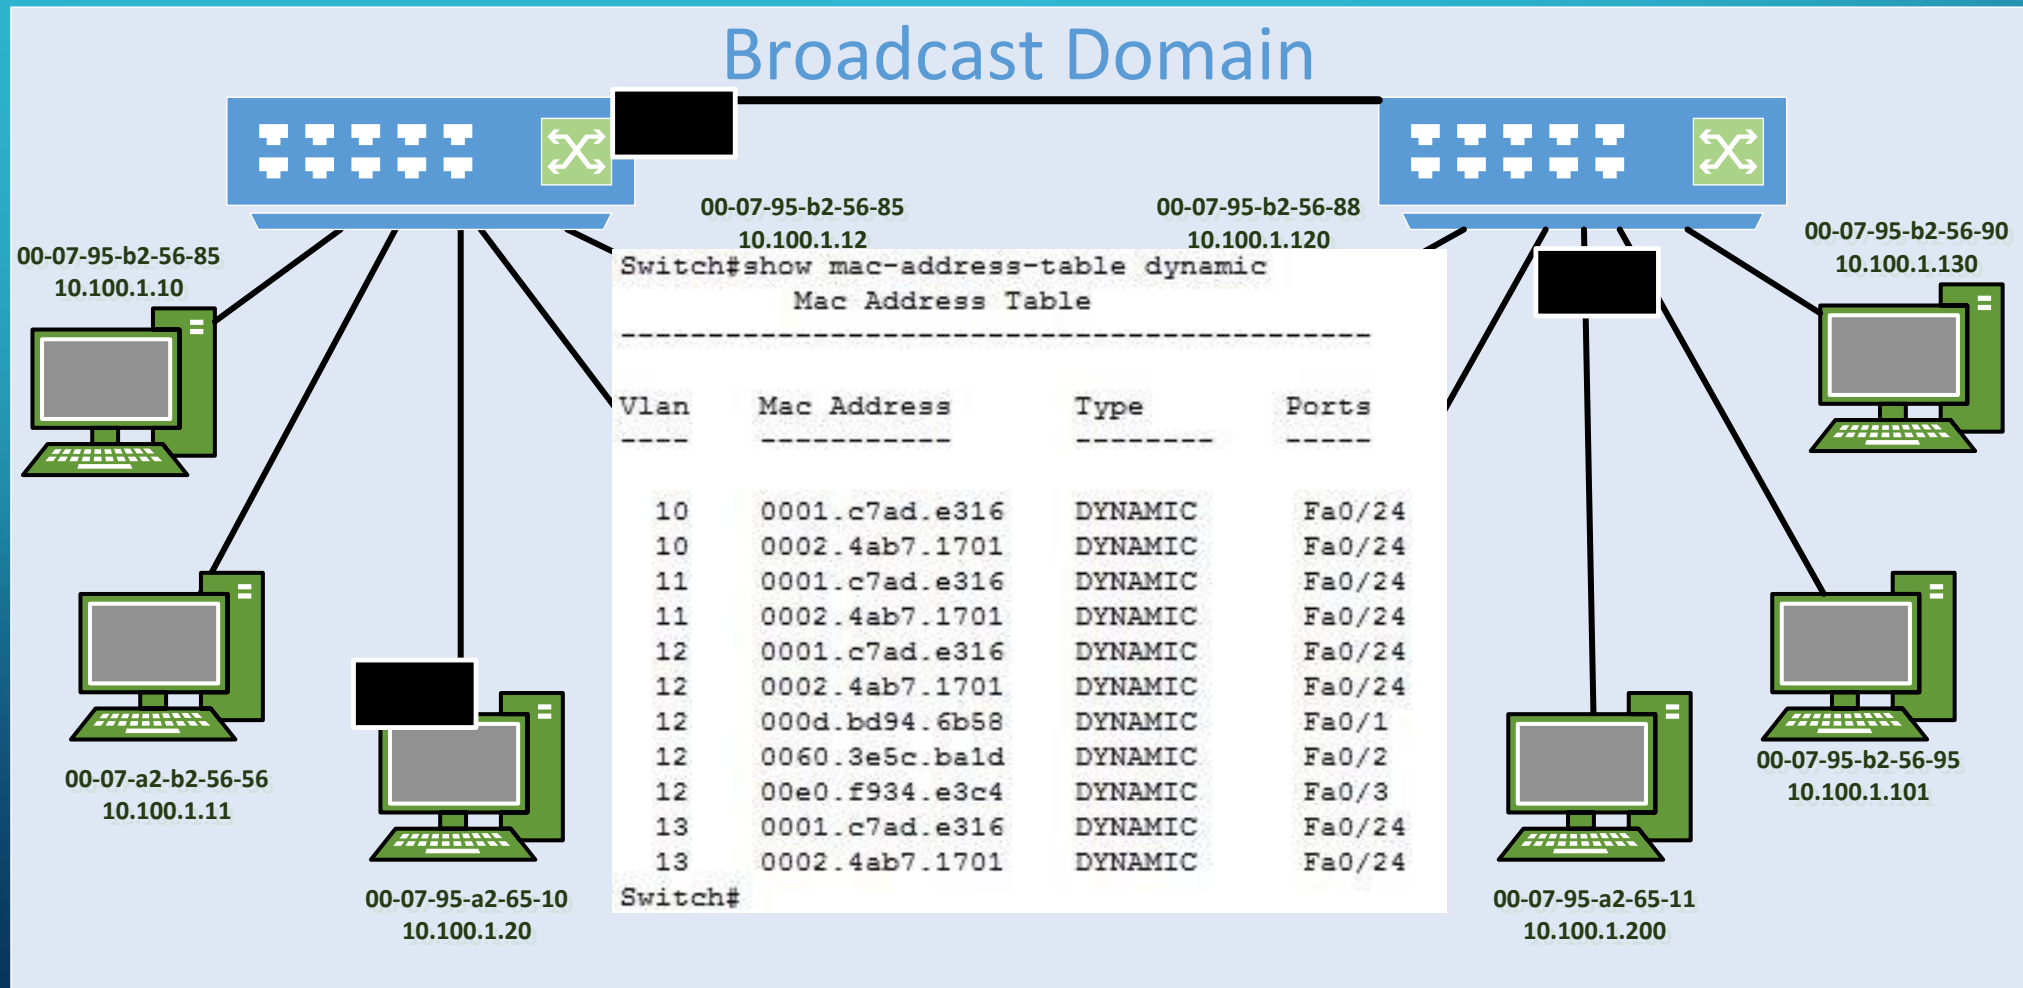 Broadcast Domain
00-07-95-b2-56-85
10.100.1.12
00-07-95-b2-56-88
10.100.1.120
00-07-95-b2-56-85
10.100.1.10
00-07-95-b2-56-90
10.100.1.130
Switch#show mac-address-table dynamic
Mac Address Table
-------------------------------------------
Vlan Mac Address Type Ports
---- ----------- -------- -----
10 0001.c7ad.e316 DYNAMIC Fa0/24
10 0002.4ab7.1701 DYNAMIC Fa0/24
11 0001.c7ad.e316 DYNAMIC Fa0/24
11 0002.4ab7.1701 DYNAMIC Fa0/24
12 0001.c7ad.e316 DYNAMIC Fa0/24
12 0002.4ab7.1701 DYNAMIC Fa0/24
12 000d.bd94.6b58 DYNAMIC Fa0/1
12 0060.3e5c.ba1d DYNAMIC Fa0/2
12 00e0.f934.e3c4 DYNAMIC Fa0/3
13 0001.c7ad.e316 DYNAMIC Fa0/24
13 0002.4ab7.1701 DYNAMIC Fa0/24
Switch#
00-07-a2-b2-56-56
10.100.1.11
00-07-95-a2-65-10
10.100.1.20
00-07-95-a2-65-11
10.100.1.200
00-07-95-b2-56-95
10.100.1.101